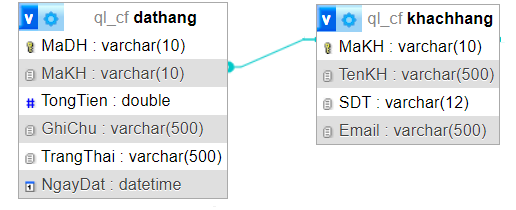 v ql_cf dathang
MaDH : varchar(10)
MaKH : varchar(10)
# TongTien : double
GhiChu : varchar(500)
TrangThai : varchar(500)
NgayDat : datetime
v ql_cf khachhang
MaKH : varchar(10)
TenKH : varchar(500)
SDT : varchar(12)
Email : varchar(500)